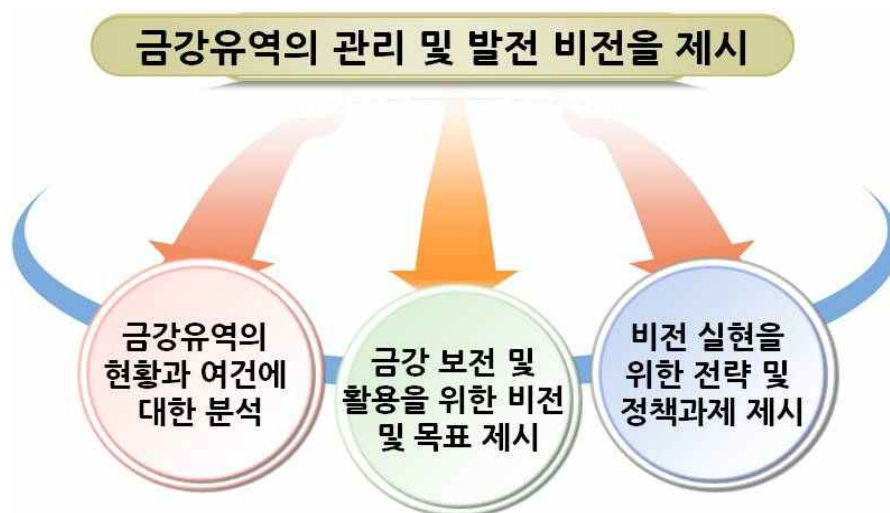 금강유역의 관리 및 발전 비전을 제시
금강유역의
현황과 여건에
대한 분석
금강 보전 및
활용을 위한 비전
및 목표 제시
비전 실현을
위한 전략 및
정책과제 제시